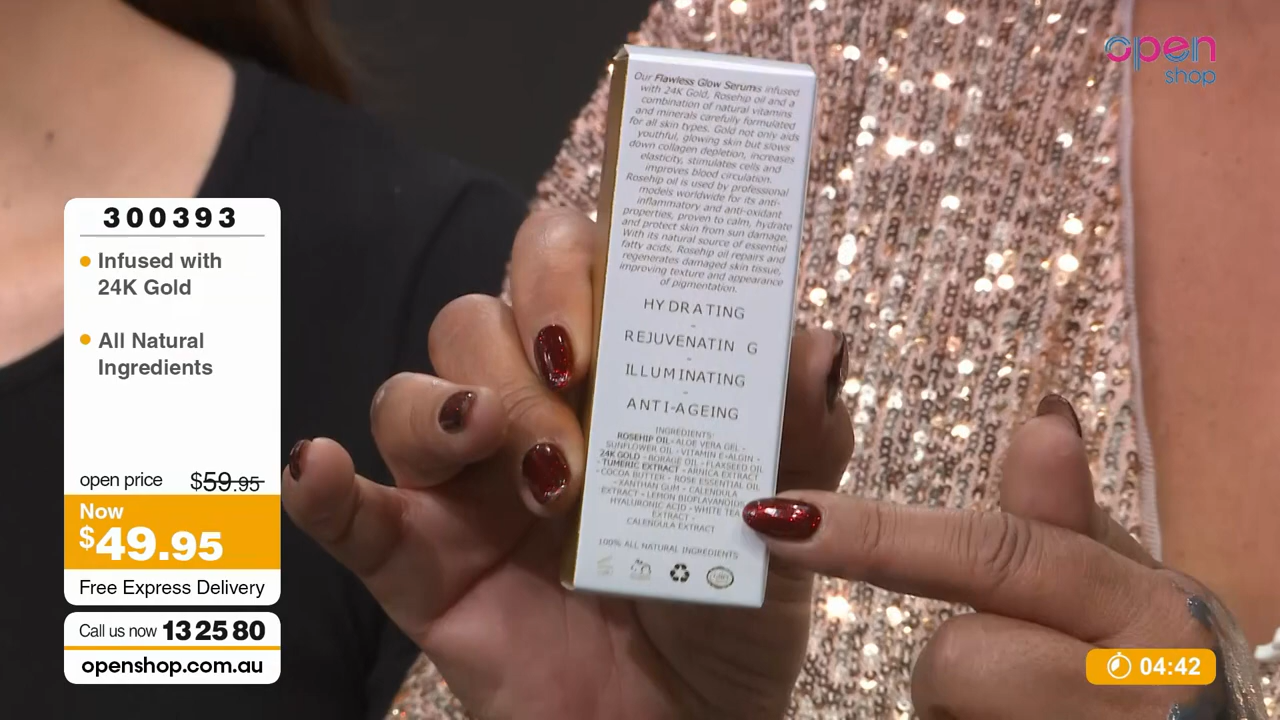 open
shop
Our Flawless Glow Serums infused
with 24K Gold, Rosehip oil and a
combination of natural vitamins
and minerals carefully formulated
for all skin types. Gold not only aids
youthful, glowing skin but slows
down collagen depletion, increases
elasticity, stimulates cells and
improves blood circulation.
Rosehip oil is used by professional
models worldwide for its anti-
inflammatory and anti-oxidant
properties, proven to calm, hydrate
and protect skin from sun damage.
With its natural source of essential
fatty acids, Rosehip oil repairs and
regenerates damaged skin tissue,
improving texture and appearance
of pigmentation.
HYDRATING
-
REJUVENATIN G
-
ILLUMINATING
-
ANTI-AGEING
INGREDIENTS:
ROSEHIP OIL - ALOE VERA GEL -
SUNFLOWER OIL - VITAMIN E-ALGIN -
24K GOLD - BORAGE OIL - FLAXSEED OIL
- TUMERIC EXTRACT - ARNICA EXTRACT
- COCOA BUTTER - ROSE ESSENTIAL OIL
- XANTHAN GUM - CALENDULA
EXTRACT - LEMON BIOFLAVANOIDS
HYALURONIC ACID - WHITE TEA
EXTRACT -
CALENDULA EXTRACT
100% ALL NATURAL INGREDIENTS
300393
Infused with
24K Gold
All Natural
Ingredients
open price $59.95
Now
$49.95
Free Express Delivery
Call us now 13 25 80
openshop.com.au
04:42